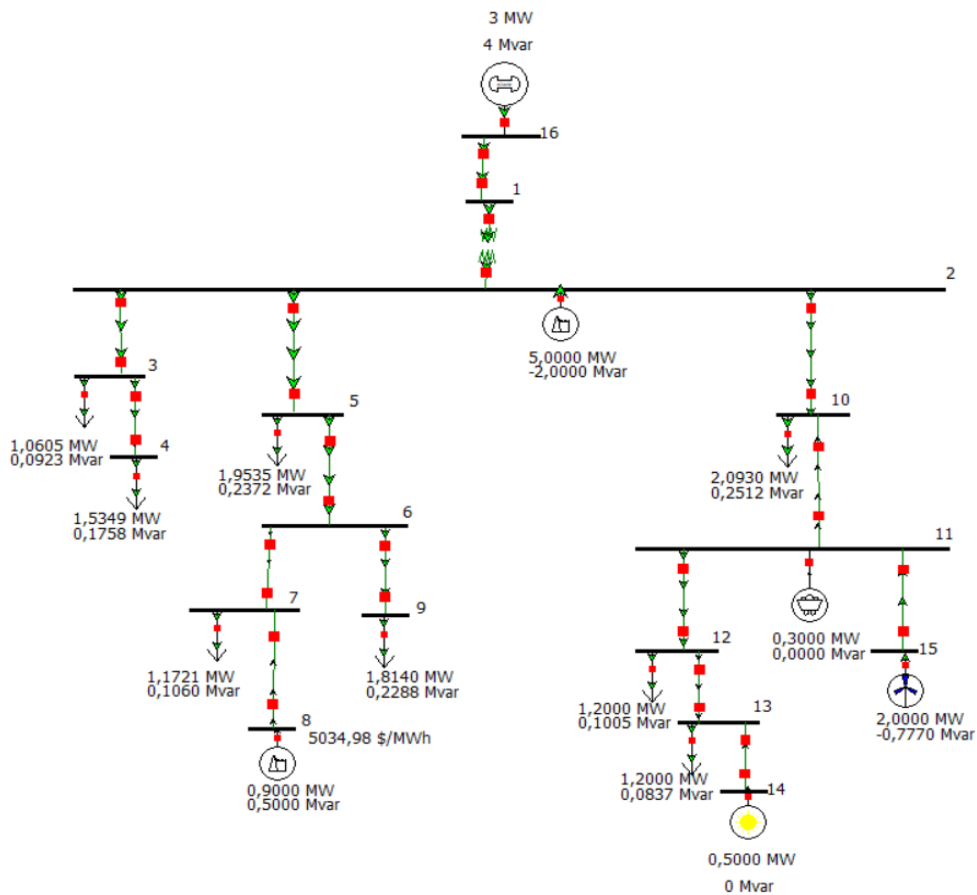 3 MW
4 Mvar
16
1
2
5,0000 MW
-2,0000 Mvar
3
1,0605 MW
0,0923 Mvar
4
1,5349 MW
0,1758 Mvar
5
1,9535 MW
0,2372 Mvar
10
2,0930 MW
0,2512 Mvar
6
11
7
1,1721 MW
0,1060 Mvar
9
1,8140 MW
0,2288 Mvar
8
5034,98 $/MWh
0,9000 MW
0,5000 Mvar
12
1,2000 MW
0,1005 Mvar
0,3000 MW
0,0000 Mvar
15
2,0000 MW
-0,7770 Mvar
13
1,2000 MW
0,0837 Mvar
14
0,5000 MW
0 Mvar